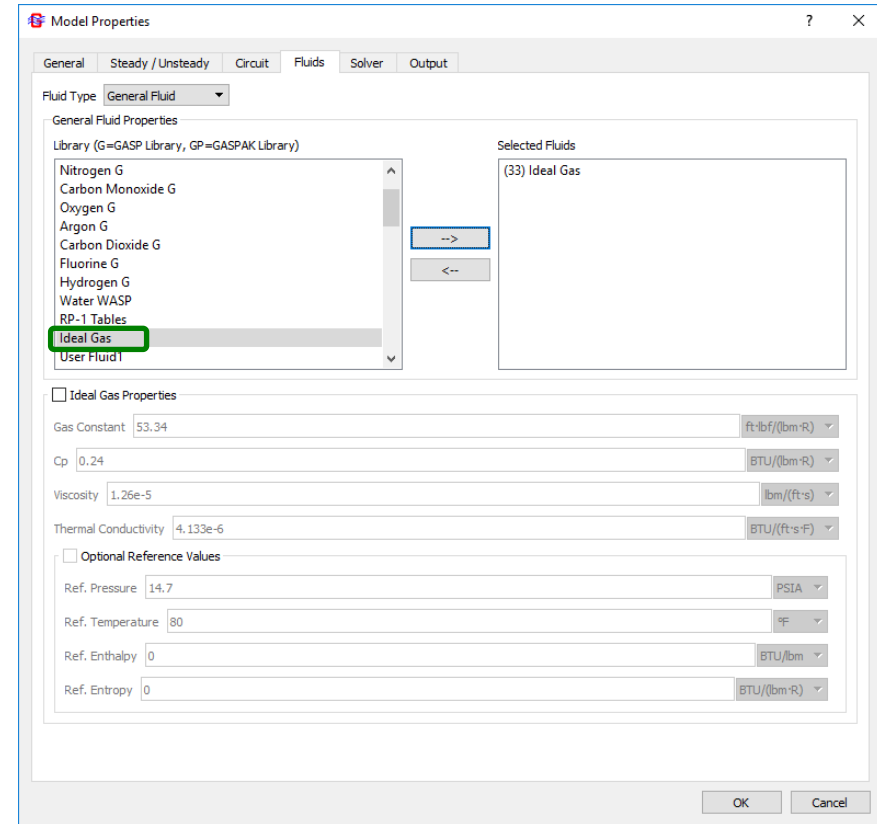 Model Properties
?
General Steady / Unsteady Circuit Fluids Solver Output
Fluid Type General Fluid
General Fluid Properties
Library (G=GASP Library, GP=GASPAK Library)
Selected Fluids
Nitrogen G
Carbon Monoxide G
Oxygen G
Argon G
Carbon Dioxide G
Fluorine G
Hydrogen G
Water WASP
RP-1 Tables
Ideal Gas
User Fluid1
-->
<--
(33) Ideal Gas
Ideal Gas Properties
Gas Constant 53.34 ft·lbf/(lbm·R)
Cp 0.24 BTU/(lbm·R)
Viscosity 1.26e-5 lbm/(ft·s)
Thermal Conductivity 4.133e-6 BTU/(ft·s·F)
Optional Reference Values
Ref. Pressure 14.7 PSIA
Ref. Temperature 80 °F
Ref. Enthalpy 0 BTU/lbm
Ref. Entropy 0 BTU/(lbm·R)
OK Cancel